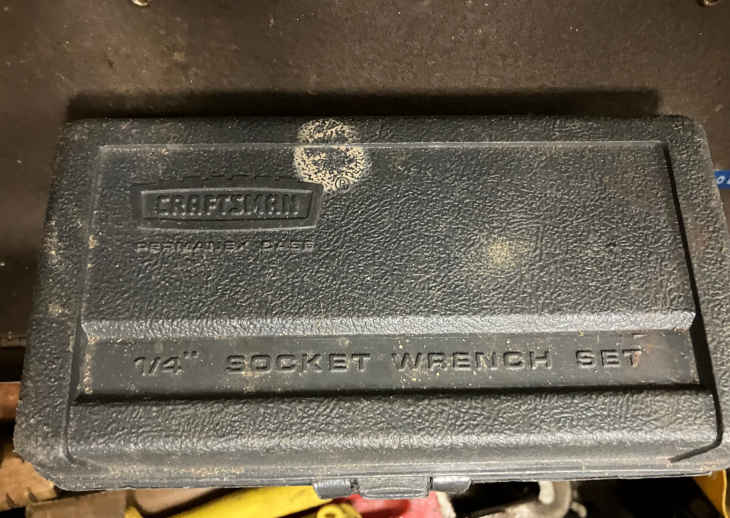 CRAFTSMAN®
PERMANEX CASE
1/4" SOCKET WRENCH SET